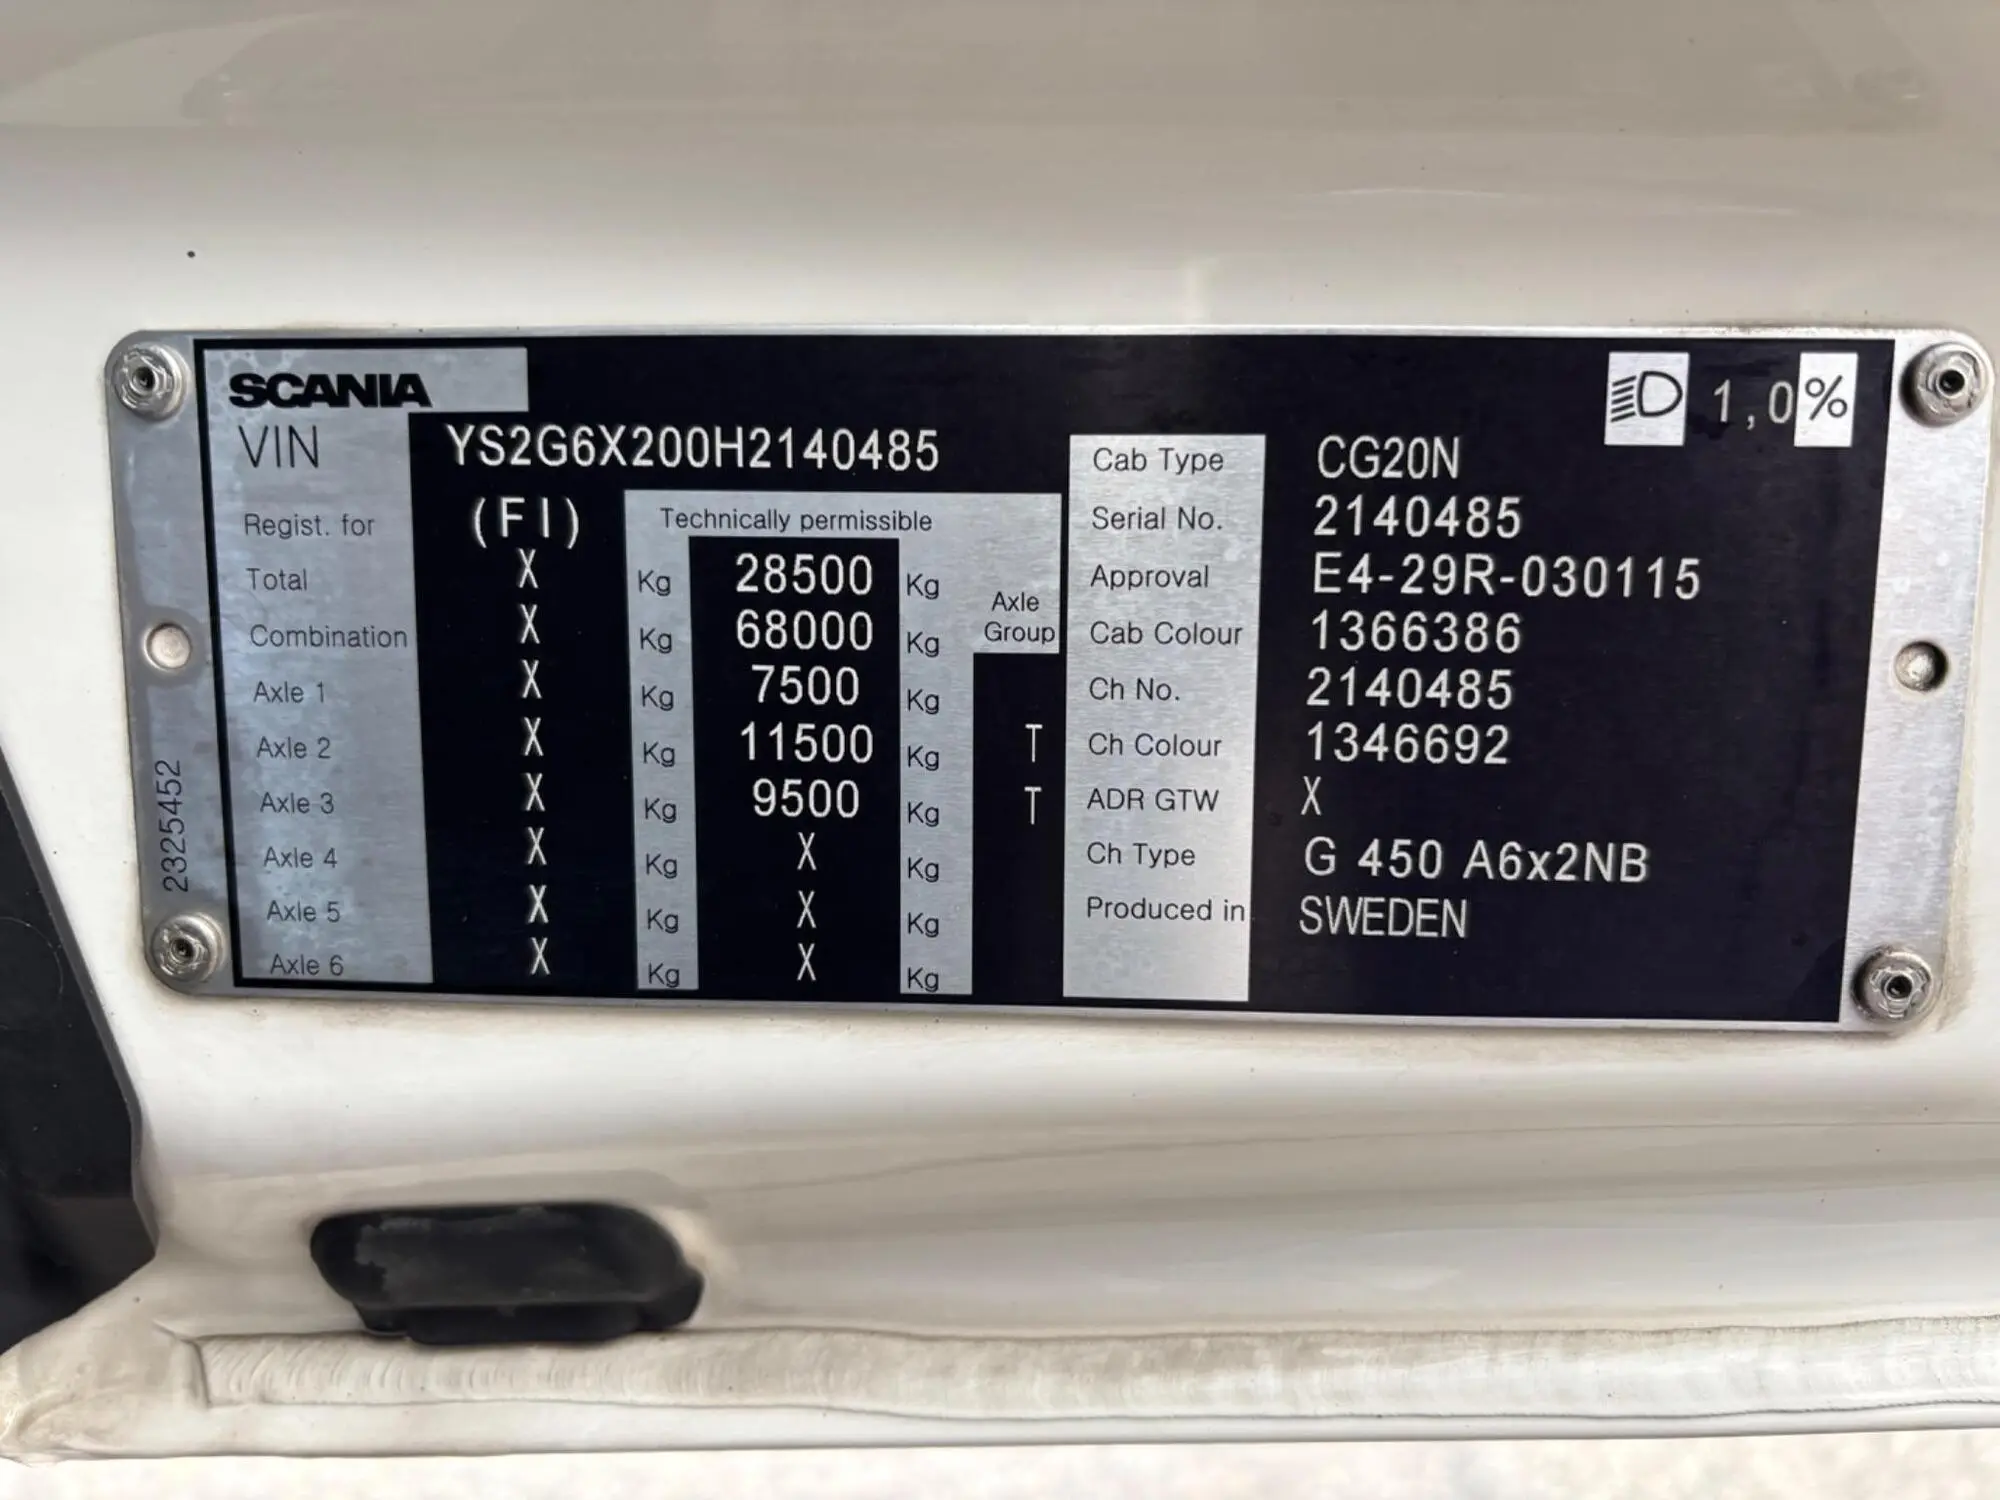 SCANIA
1,0%
VIN YS2G6X200H2140485
Regist. for (FI) Technically permissible
Total X Kg 28500 Kg
Combination X Kg 68000 Kg
Axle Group
Axle 1 X Kg 7500 Kg
Axle 2 X Kg 11500 Kg T
Axle 3 X Kg 9500 Kg T
Axle 4 X Kg X Kg
Axle 5 X Kg X Kg
Axle 6 X Kg X Kg
Cab Type CG20N
Serial No. 2140485
Approval E4-29R-030115
Cab Colour 1366386
Ch No. 2140485
Ch Colour 1346692
ADR GTW X
Ch Type G 450 A6x2NB
Produced in SWEDEN
2325452